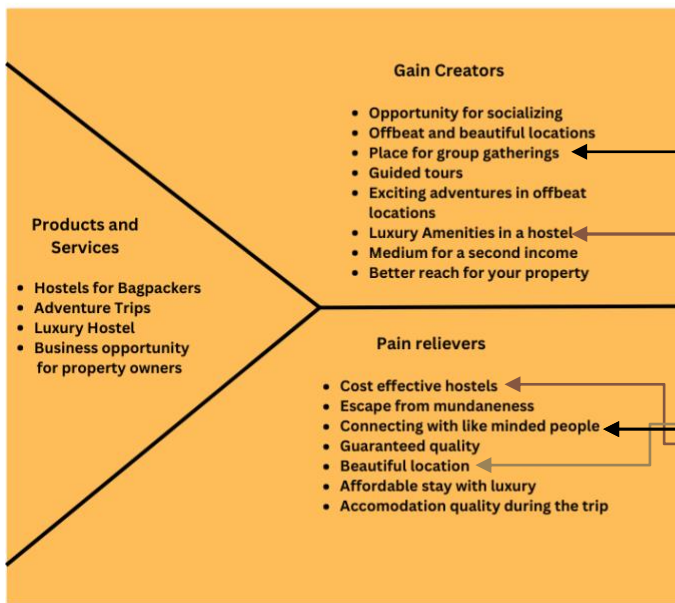 Gain Creators
Opportunity for socializing
Offbeat and beautiful locations
Place for group gatherings
Guided tours
Exciting adventures in offbeat
locations
Luxury Amenities in a hostel
Medium for a second income
Better reach for your property
Products and
Services
Hostels for Bagpackers
Adventure Trips
Luxury Hostel
Business opportunity
for property owners
Pain relievers
Cost effective hostels
Escape from mundaneness
Connecting with like minded people
Guaranteed quality
Beautiful location
Affordable stay with luxury
Accomodation quality during the trip